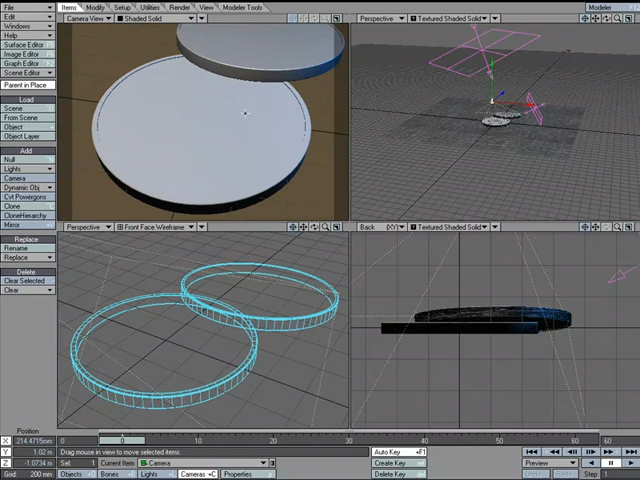 File
Items Modify Setup Utilities Render View Modeler Tools
Modeler
Edit
Camera View Shaded Solid
Perspective Textured Shaded Solid
Windows
Help
Surface Editor
Image Editor
Graph Editor
Scene Editor
Parent in Place
Load
Scene
From Scene
Object
Object Layer
Add
Null
Lights
Camera
Dynamic Obj
Cvt Powergons
Clone
CloneHierarchy
Mirror
Perspective Front Face Wireframe
Back (XY) Textured Shaded Solid
Replace
Rename
Replace
Delete
Clear Selected
Clear
Position
X 214.4715mm
0 0 10 20 30 40 50 60 60
Y 1.02 m
Drag mouse in view to move selected items.
Auto Key +F1
Z -1.0734 m
Sel: 1 Current Item Camera
Create Key
Preview
Grid: 200 mm
Objects +O Bones Lights Cameras +C Properties
Delete Key
Step 1